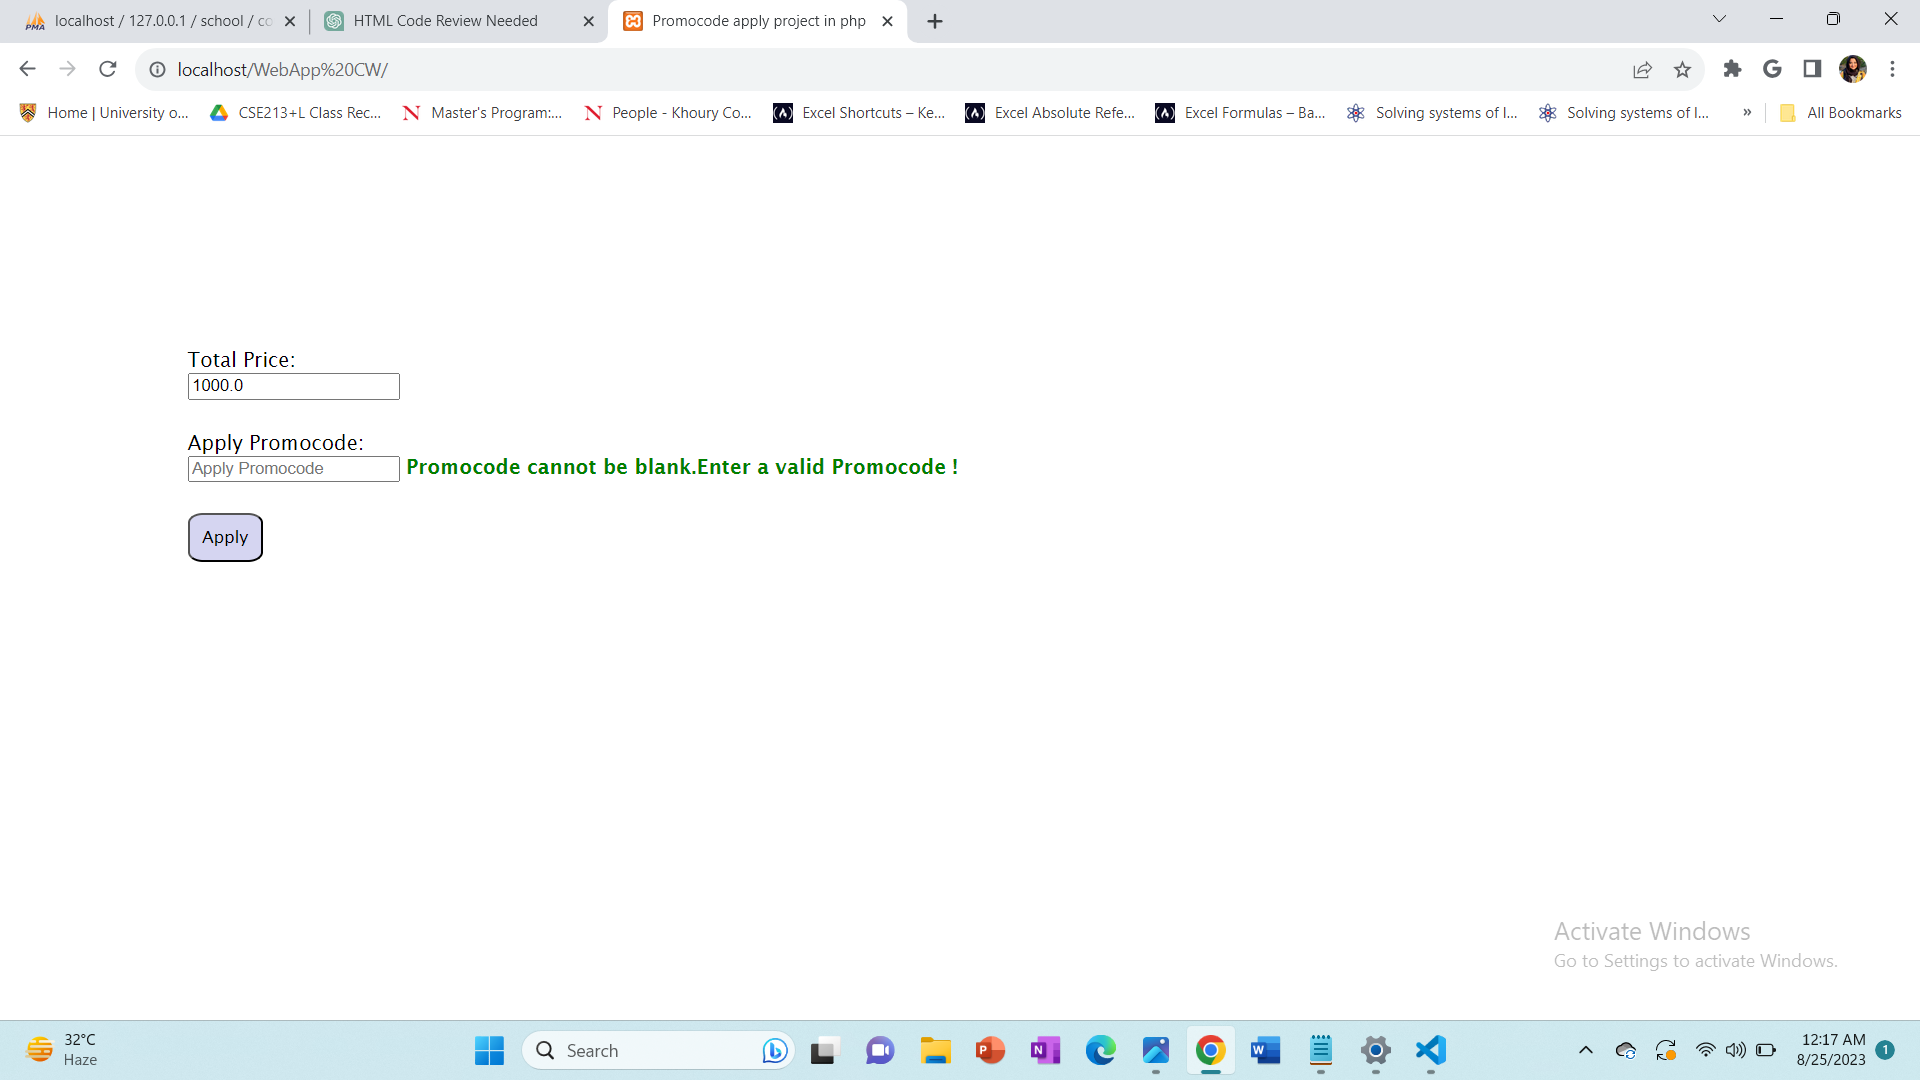 localhost / 127.0.0.1 / school / co
HTML Code Review Needed
Promocode apply project in php
localhost/WebApp%20CW/
Home | University o...
CSE213+L Class Rec...
Master's Program:...
People - Khoury Co...
Excel Shortcuts – Ke...
Excel Absolute Refe...
Excel Formulas – Ba...
Solving systems of l...
Solving systems of l...
»
All Bookmarks
Total Price:
1000.0
Apply Promocode:
Apply Promocode
Promocode cannot be blank.Enter a valid Promocode !
Apply
Activate Windows
Go to Settings to activate Windows.
32°C
Haze
Search
12:17 AM
8/25/2023
1